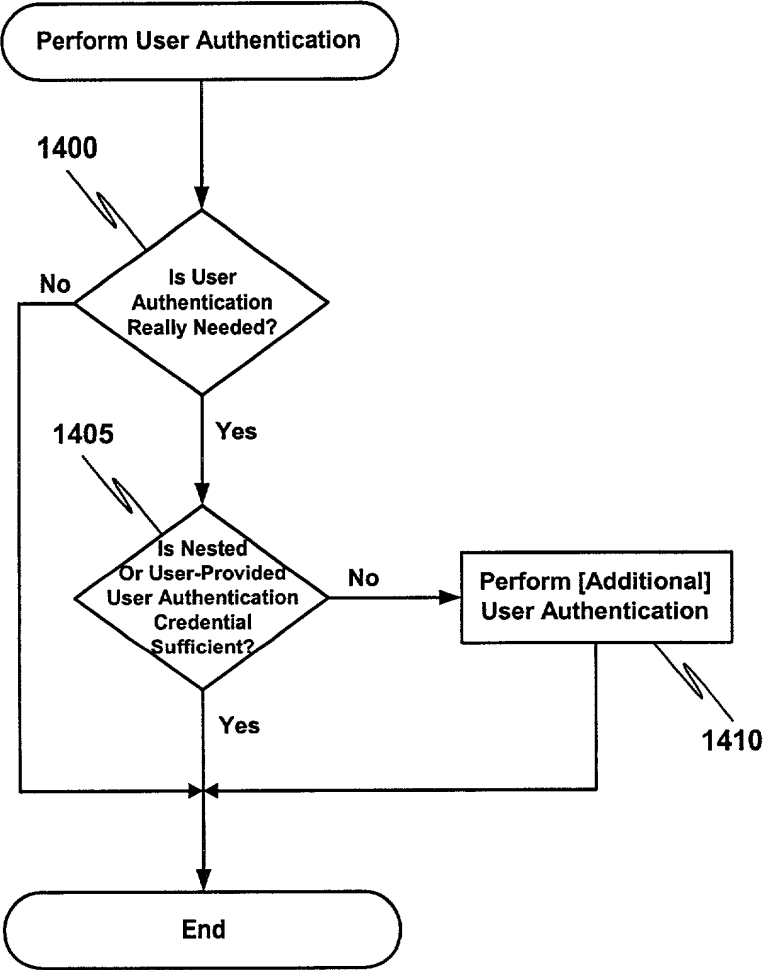 Perform User Authentication
1400
Is User
Authentication
Really Needed?
No
Yes
1405
Is Nested
Or User-Provided
User Authentication
Credential
Sufficient?
No
Perform [Additional]
User Authentication
Yes
1410
End